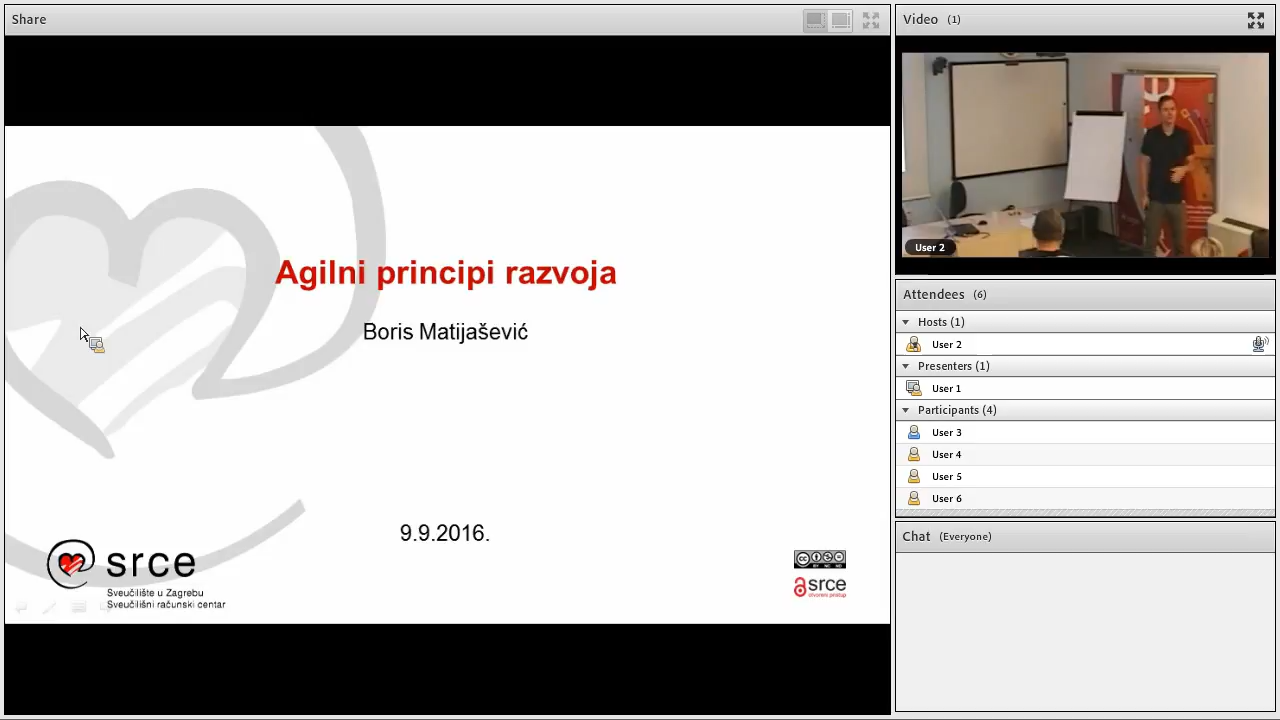 Share
Agilni principi razvoja
Boris Matijašević
9.9.2016.
srce
Sveučilište u Zagrebu
Sveučilišni računski centar
srce
otvoreni pristup
Video (1)
User 2
Attendees (6)
Hosts (1)
User 2
Presenters (1)
User 1
Participants (4)
User 3
User 4
User 5
User 6
Chat (Everyone)